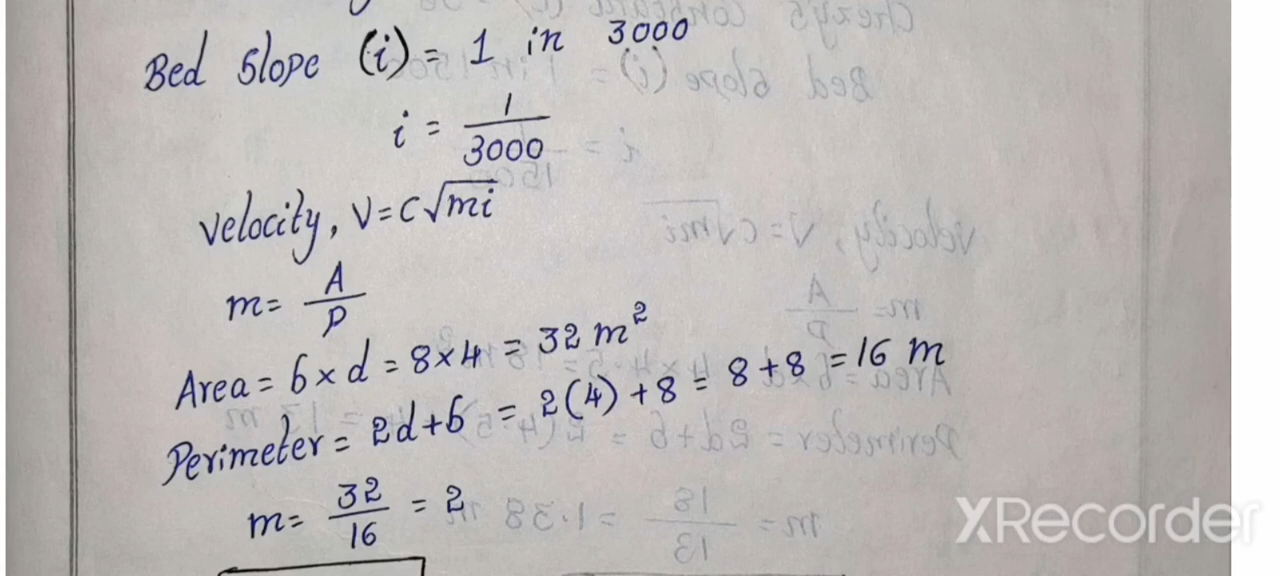 Bed Slope (i) = 1 in 3000
i = 1/3000
Velocity, V = C√mi
m = A/P
Area = b × d = 8 × 4 = 32 m²
Perimeter = 2d + b = 2(4) + 8 = 8 + 8 = 16 m
m = 32/16 = 2
XRecorder